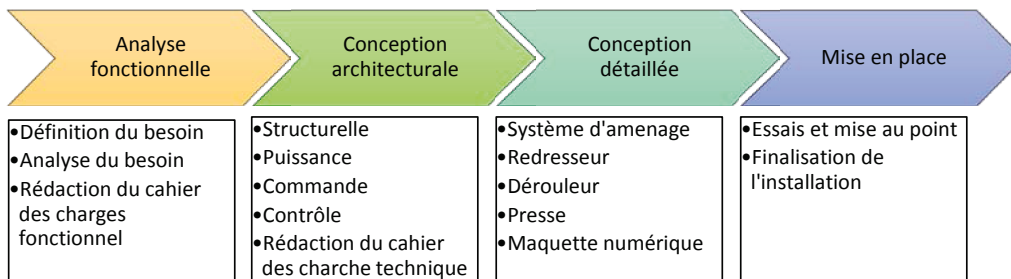 Analyse
fonctionnelle
Conception
architecturale
Conception
détaillée
Mise en place
•Définition du besoin
•Analyse du besoin
•Rédaction du cahier
des charges
fonctionnel
•Structurelle
•Puissance
•Commande
•Contrôle
•Rédaction du cahier
des charche technique
•Système d'amenage
•Redresseur
•Dérouleur
•Presse
•Maquette numérique
•Essais et mise au point
•Finalisation de
l'installation